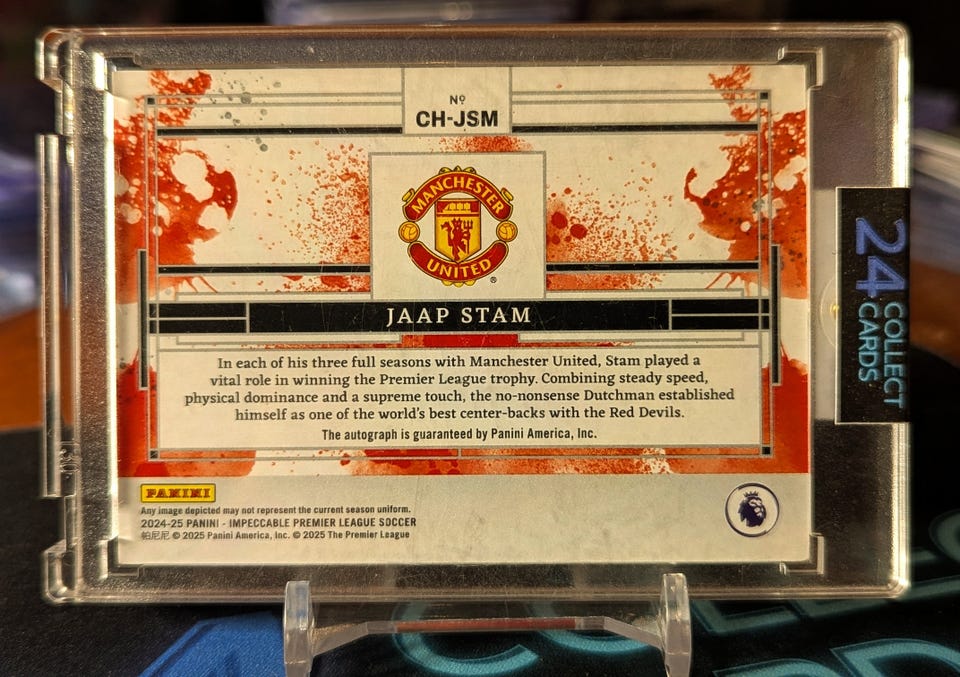 Nº
CH-JSM
MANCHESTER
UNITED
®
JAAP STAM
In each of his three full seasons with Manchester United, Stam played a
vital role in winning the Premier League trophy. Combining steady speed,
physical dominance and a supreme touch, the no-nonsense Dutchman established
himself as one of the world's best center-backs with the Red Devils.
The autograph is guaranteed by Panini America, Inc.
PANINI
Any image depicted may not represent the current season uniform.
2024-25 PANINI - IMPECCABLE PREMIER LEAGUE SOCCER
帕尼尼 © 2025 Panini America, Inc. © 2025 The Premier League
24
COLLECT
CARDS